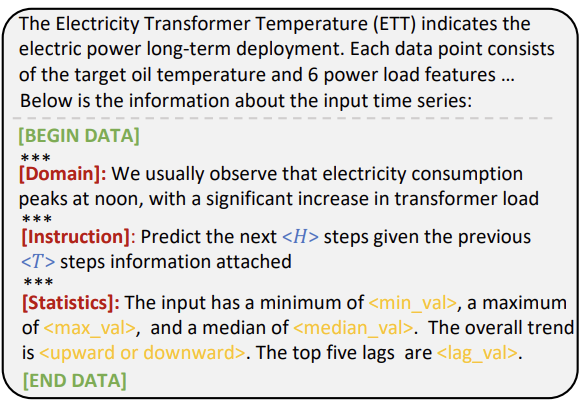 The Electricity Transformer Temperature (ETT) indicates the
electric power long-term deployment. Each data point consists
of the target oil temperature and 6 power load features ...
Below is the information about the input time series:
[BEGIN DATA]
***
[Domain]: We usually observe that electricity consumption
peaks at noon, with a significant increase in transformer load
***
[Instruction]: Predict the next <H> steps given the previous
<T> steps information attached
***
[Statistics]: The input has a minimum of <min_val>, a maximum
of <max_val>, and a median of <median_val>. The overall trend
is <upward or downward>. The top five lags are <lag_val>.
[END DATA]